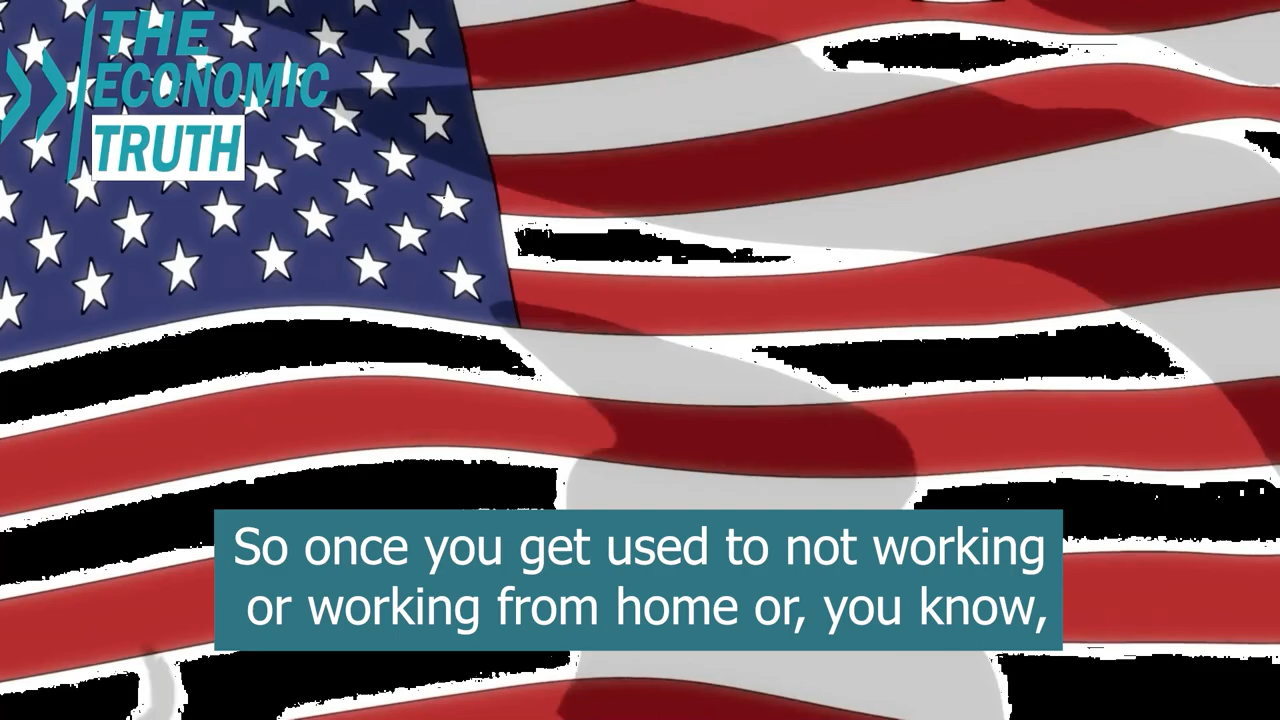 THE
ECONOMIC
TRUTH
So once you get used to not working
or working from home or, you know,